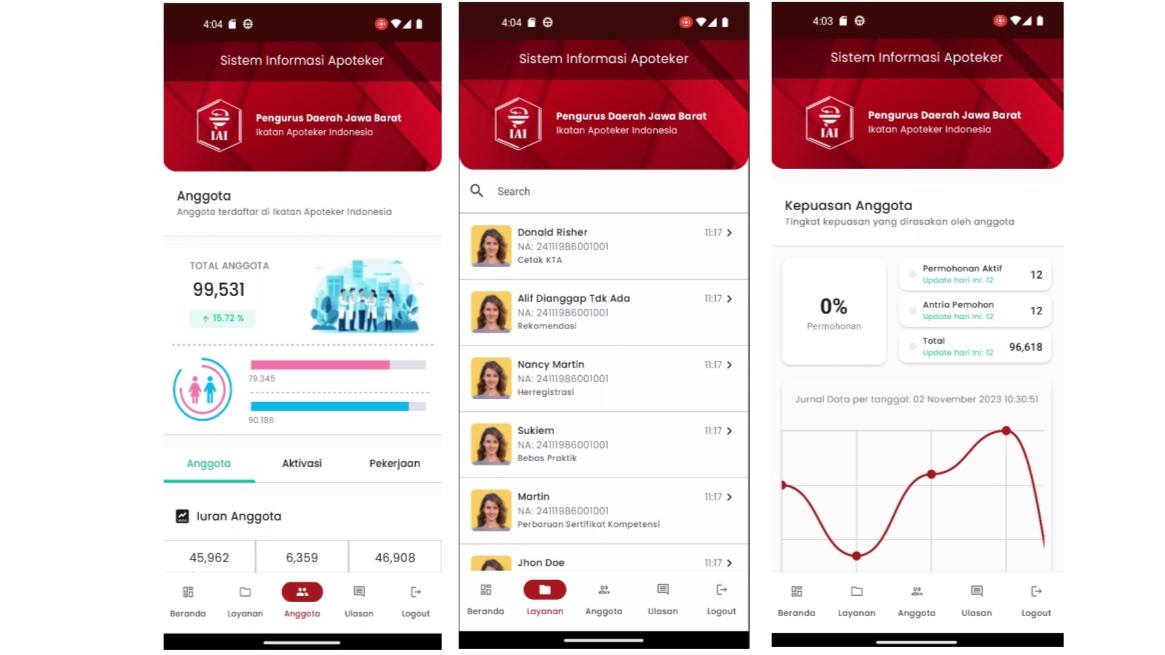 4:04
Sistem Informasi Apoteker
IAI
Pengurus Daerah Jawa Barat
Ikatan Apoteker Indonesia
Anggota
Anggota terdaftar di Ikatan Apoteker Indonesia
TOTAL ANGGOTA
99,531
15.72 %
79.345
90.186
Anggota Aktivasi Pekerjaan
Iuran Anggota
45,962 6,359 46,908
Beranda Layanan Anggota Ulasan Logout
4:04
Sistem Informasi Apoteker
IAI
Pengurus Daerah Jawa Barat
Ikatan Apoteker Indonesia
Search
Donald Risher 11:17
NA: 24111986001001
Cetak KTA
Alif Dianggap Tdk Ada 11:17
NA: 24111986001001
Rekomendasi
Nancy Martin 11:17
NA: 24111986001001
Herregistrasi
Sukiem 11:17
NA: 24111986001001
Bebas Praktik
Martin 11:17
NA: 24111986001001
Perbaruan Sertifikat Kompetensi
Jhon Doe 11:17
Beranda Layanan Anggota Ulasan Logout
4:03
Sistem Informasi Apoteker
IAI
Pengurus Daerah Jawa Barat
Ikatan Apoteker Indonesia
Kepuasan Anggota
Tingkat kepuasan yang dirasakan oleh anggota
0%
Permohonan
Permohonan Aktif 12
Update hari ini: 12
Antria Pemohon 12
Update hari ini: 12
Total 96,618
Update hari ini: 12
Jurnal Data per tanggal: 02 November 2023 10:30:51
Beranda Layanan Anggota Ulasan Logout